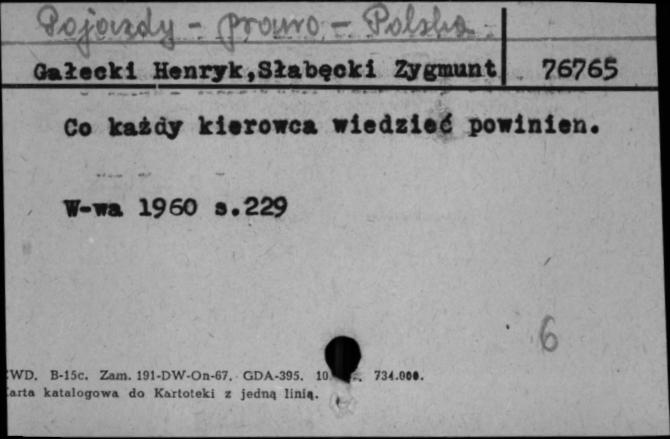 Pojazdy - prawo - Polska
Gałecki Henryk,Słabęcki Zygmunt 76765
Co każdy kierowca wiedzieć powinien.
W-wa 1960 s.229
6
WD. B-15c. Zam. 191-DW-On-67. GDA-395. 10. 734.000.
arta katalogowa do Kartoteki z jedną linią.